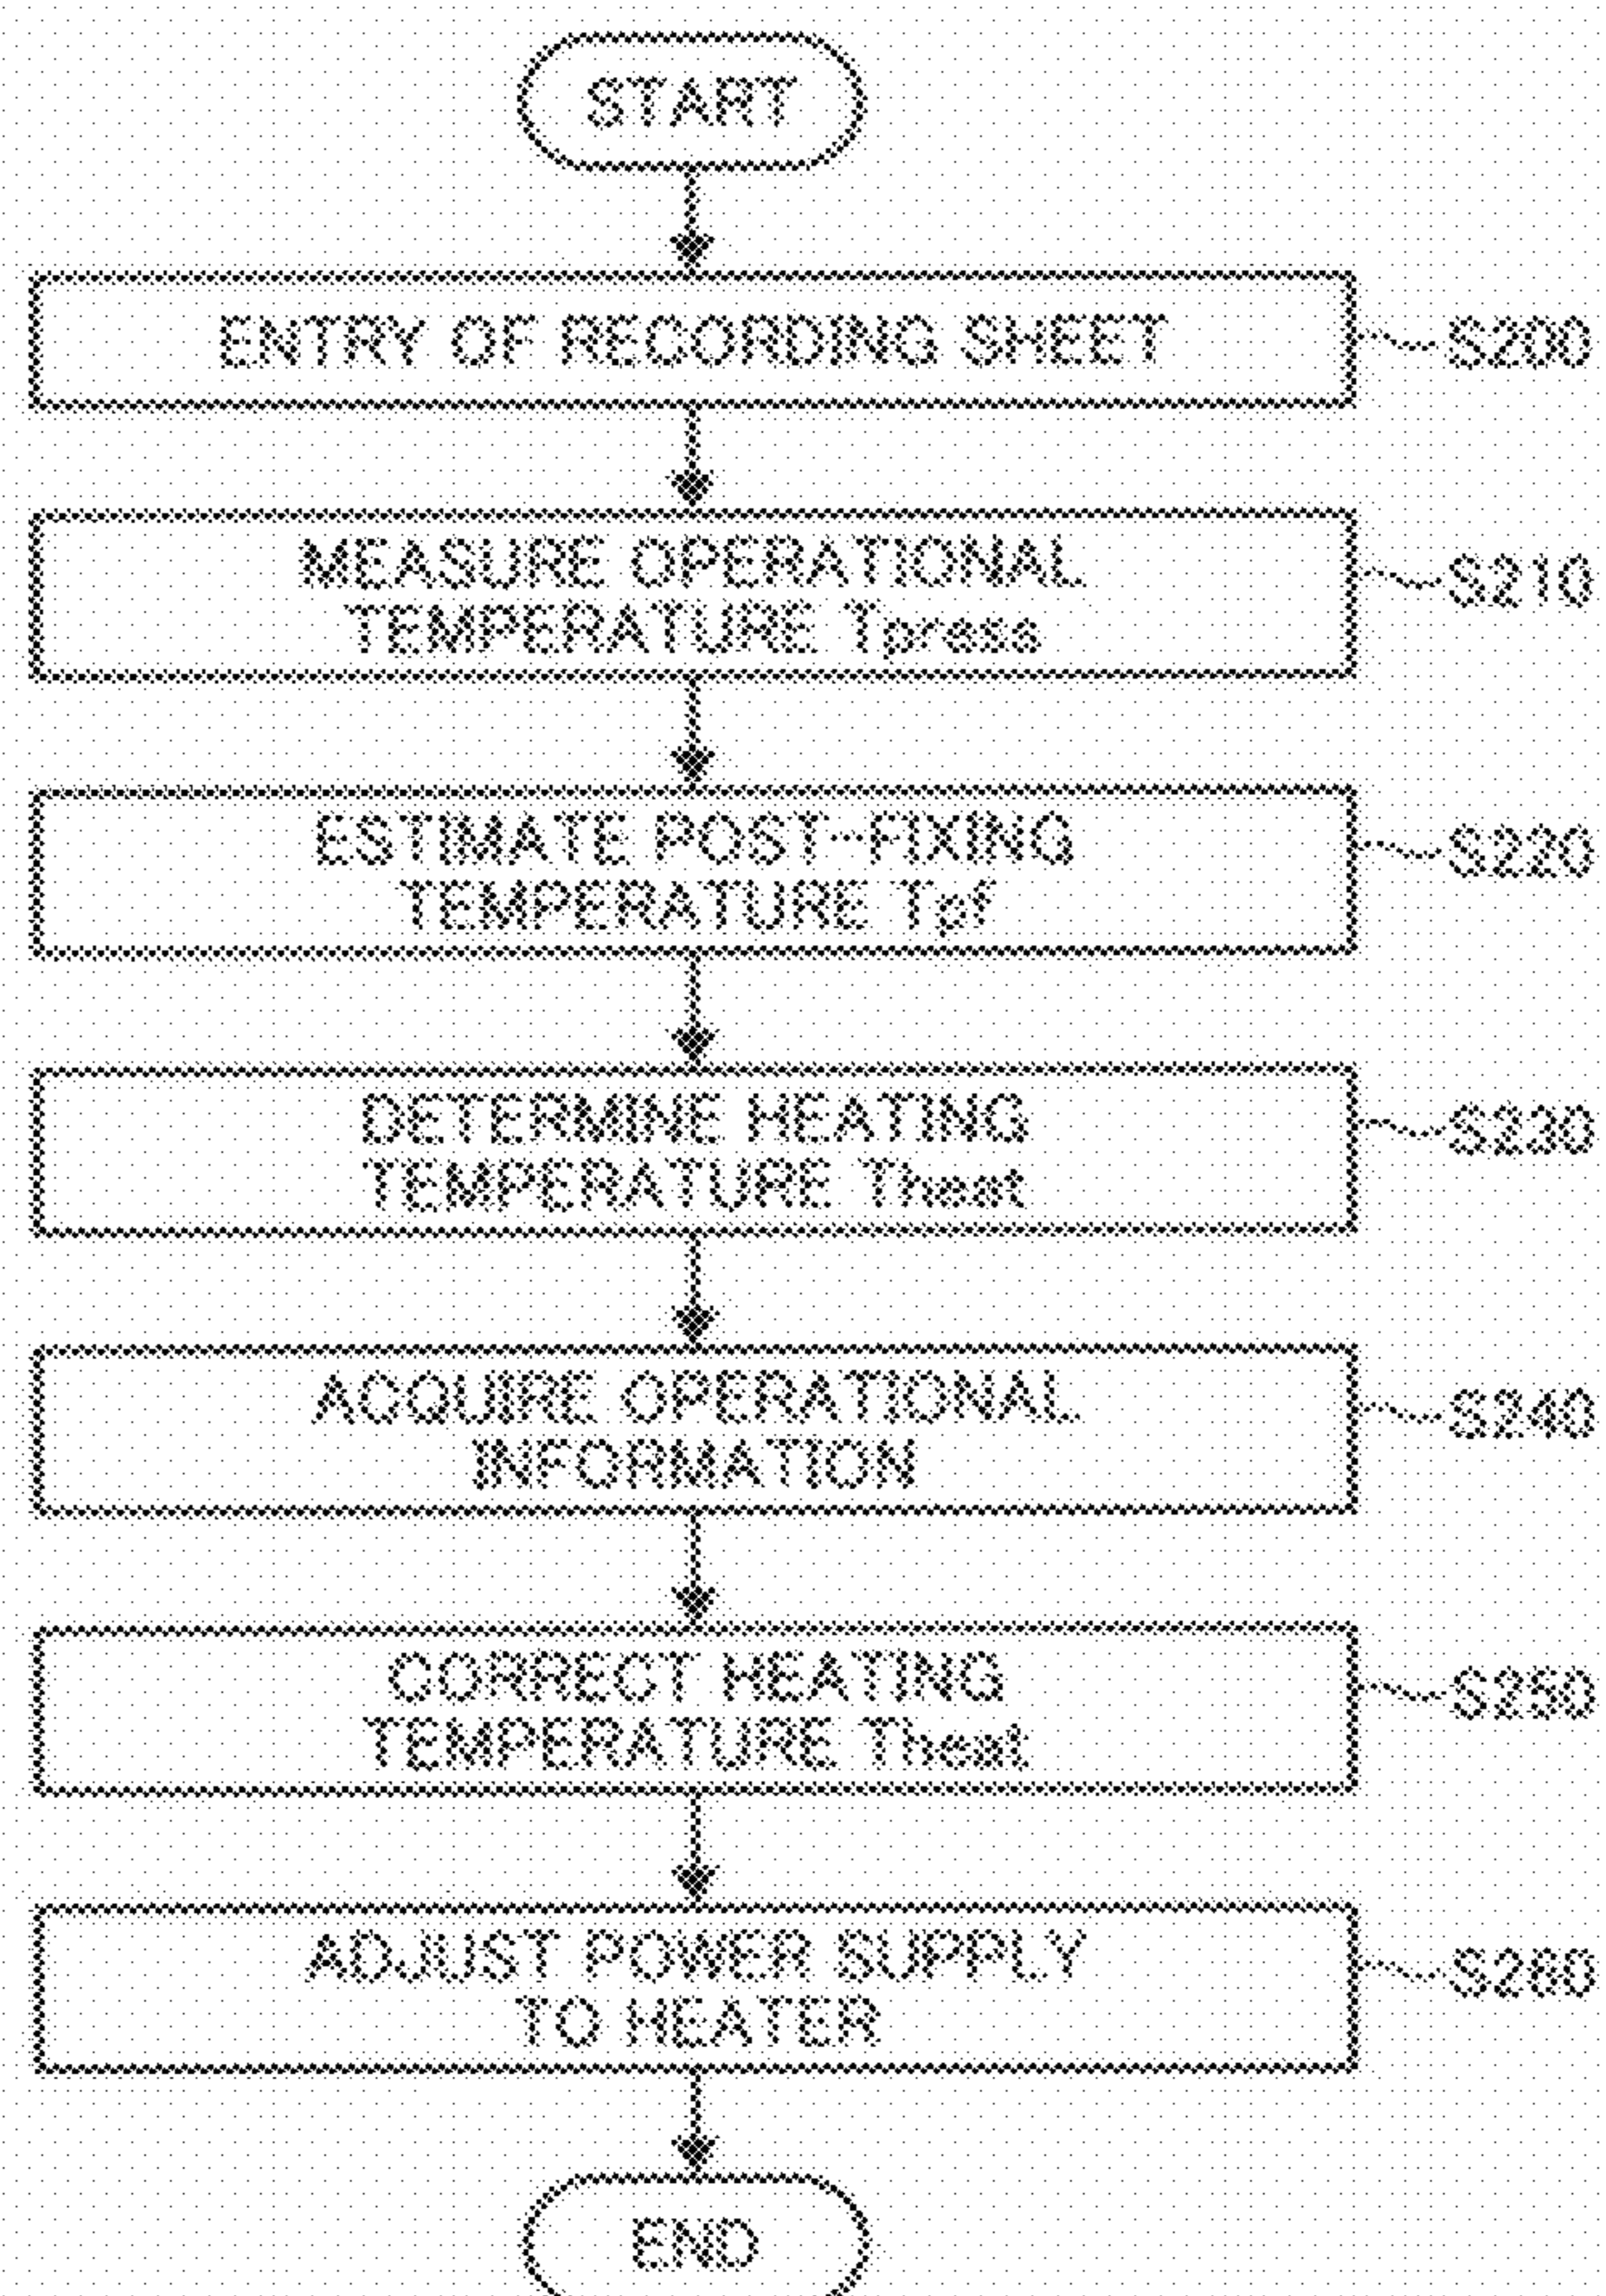 START
ENTRY OF RECORDING SHEET
S200
MEASURE OPERATIONAL
TEMPERATURE Tpress
S210
ESTIMATE POST-FIXING
TEMPERATURE Tpf
S220
DETERMINE HEATING
TEMPERATURE Theat
S230
ACQUIRE OPERATIONAL
INFORMATION
S240
CORRECT HEATING
TEMPERATURE Theat
S250
ADJUST POWER SUPPLY
TO HEATER
S260
END